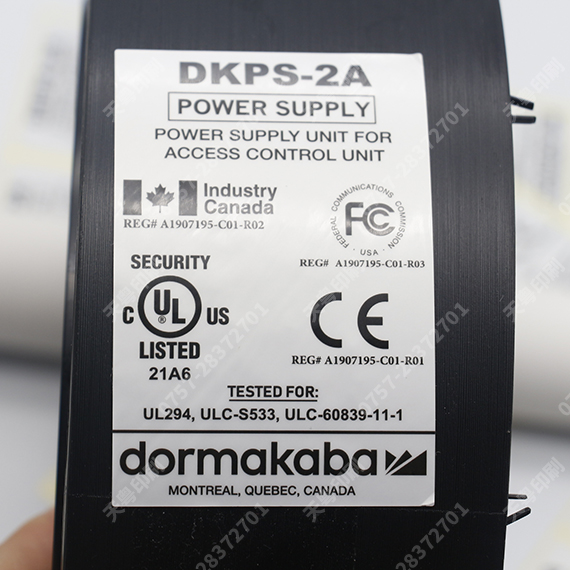 DKPS-2A
POWER SUPPLY
POWER SUPPLY UNIT FOR
ACCESS CONTROL UNIT
Industry
Canada
REG# A1907195-C01-R02
FEDERAL COMMUNICATIONS COMMISSION
FC
· USA ·
REG# A1907195-C01-R03
SECURITY
C UL ® US
LISTED
21A6
CE
REG# A1907195-C01-R01
TESTED FOR:
UL294, ULC-S533, ULC-60839-11-1
dormakaba
MONTREAL, QUEBEC, CANADA
0757-28372701